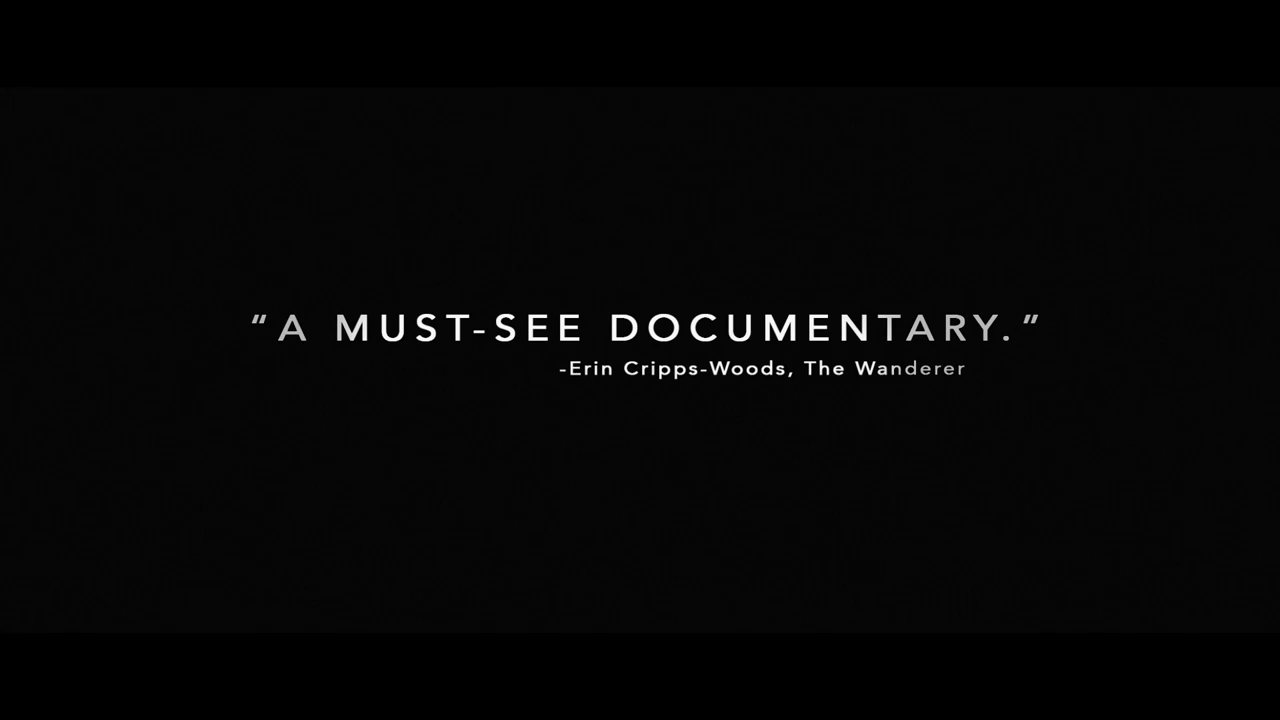 “A MUST-SEE DOCUMENTARY.”
-Erin Cripps-Woods, The Wanderer